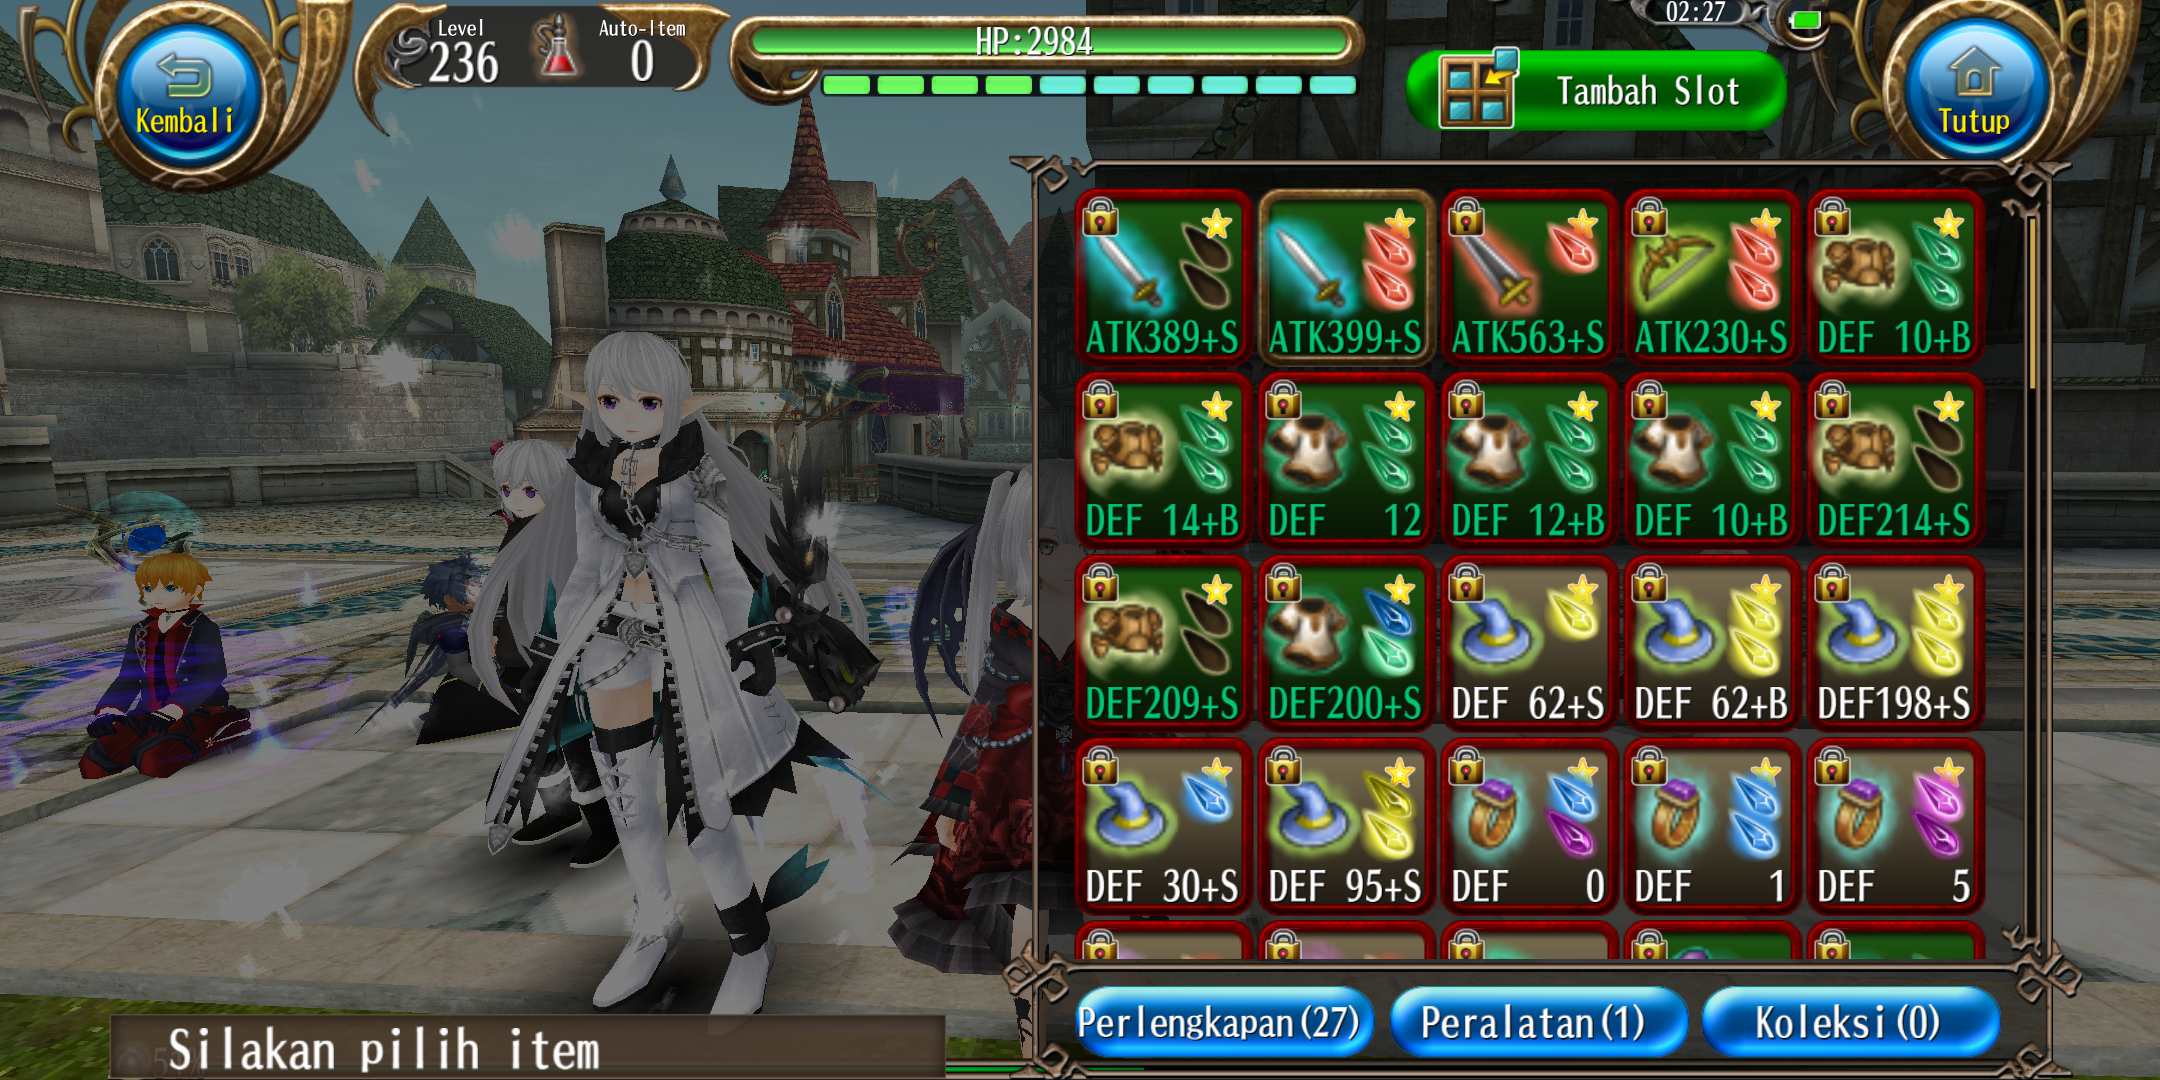 Kembali
Level
236
Auto-Item
0
HP:2984
02:27
Tambah Slot
Tutup
ATK389+S
ATK399+S
ATK563+S
ATK230+S
DEF 10+B
DEF 14+B
DEF 12
DEF 12+B
DEF 10+B
DEF214+S
DEF209+S
DEF200+S
DEF 62+S
DEF 62+B
DEF198+S
DEF 30+S
DEF 95+S
DEF 0
DEF 1
DEF 5
Perlengkapan(27)
Peralatan(1)
Koleksi(0)
Silakan pilih item